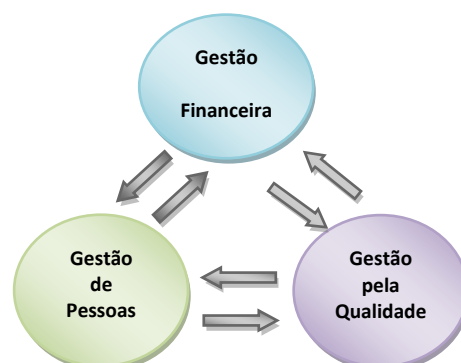 Gestão
Financeira
Gestão
de
Pessoas
Gestão
pela
Qualidade